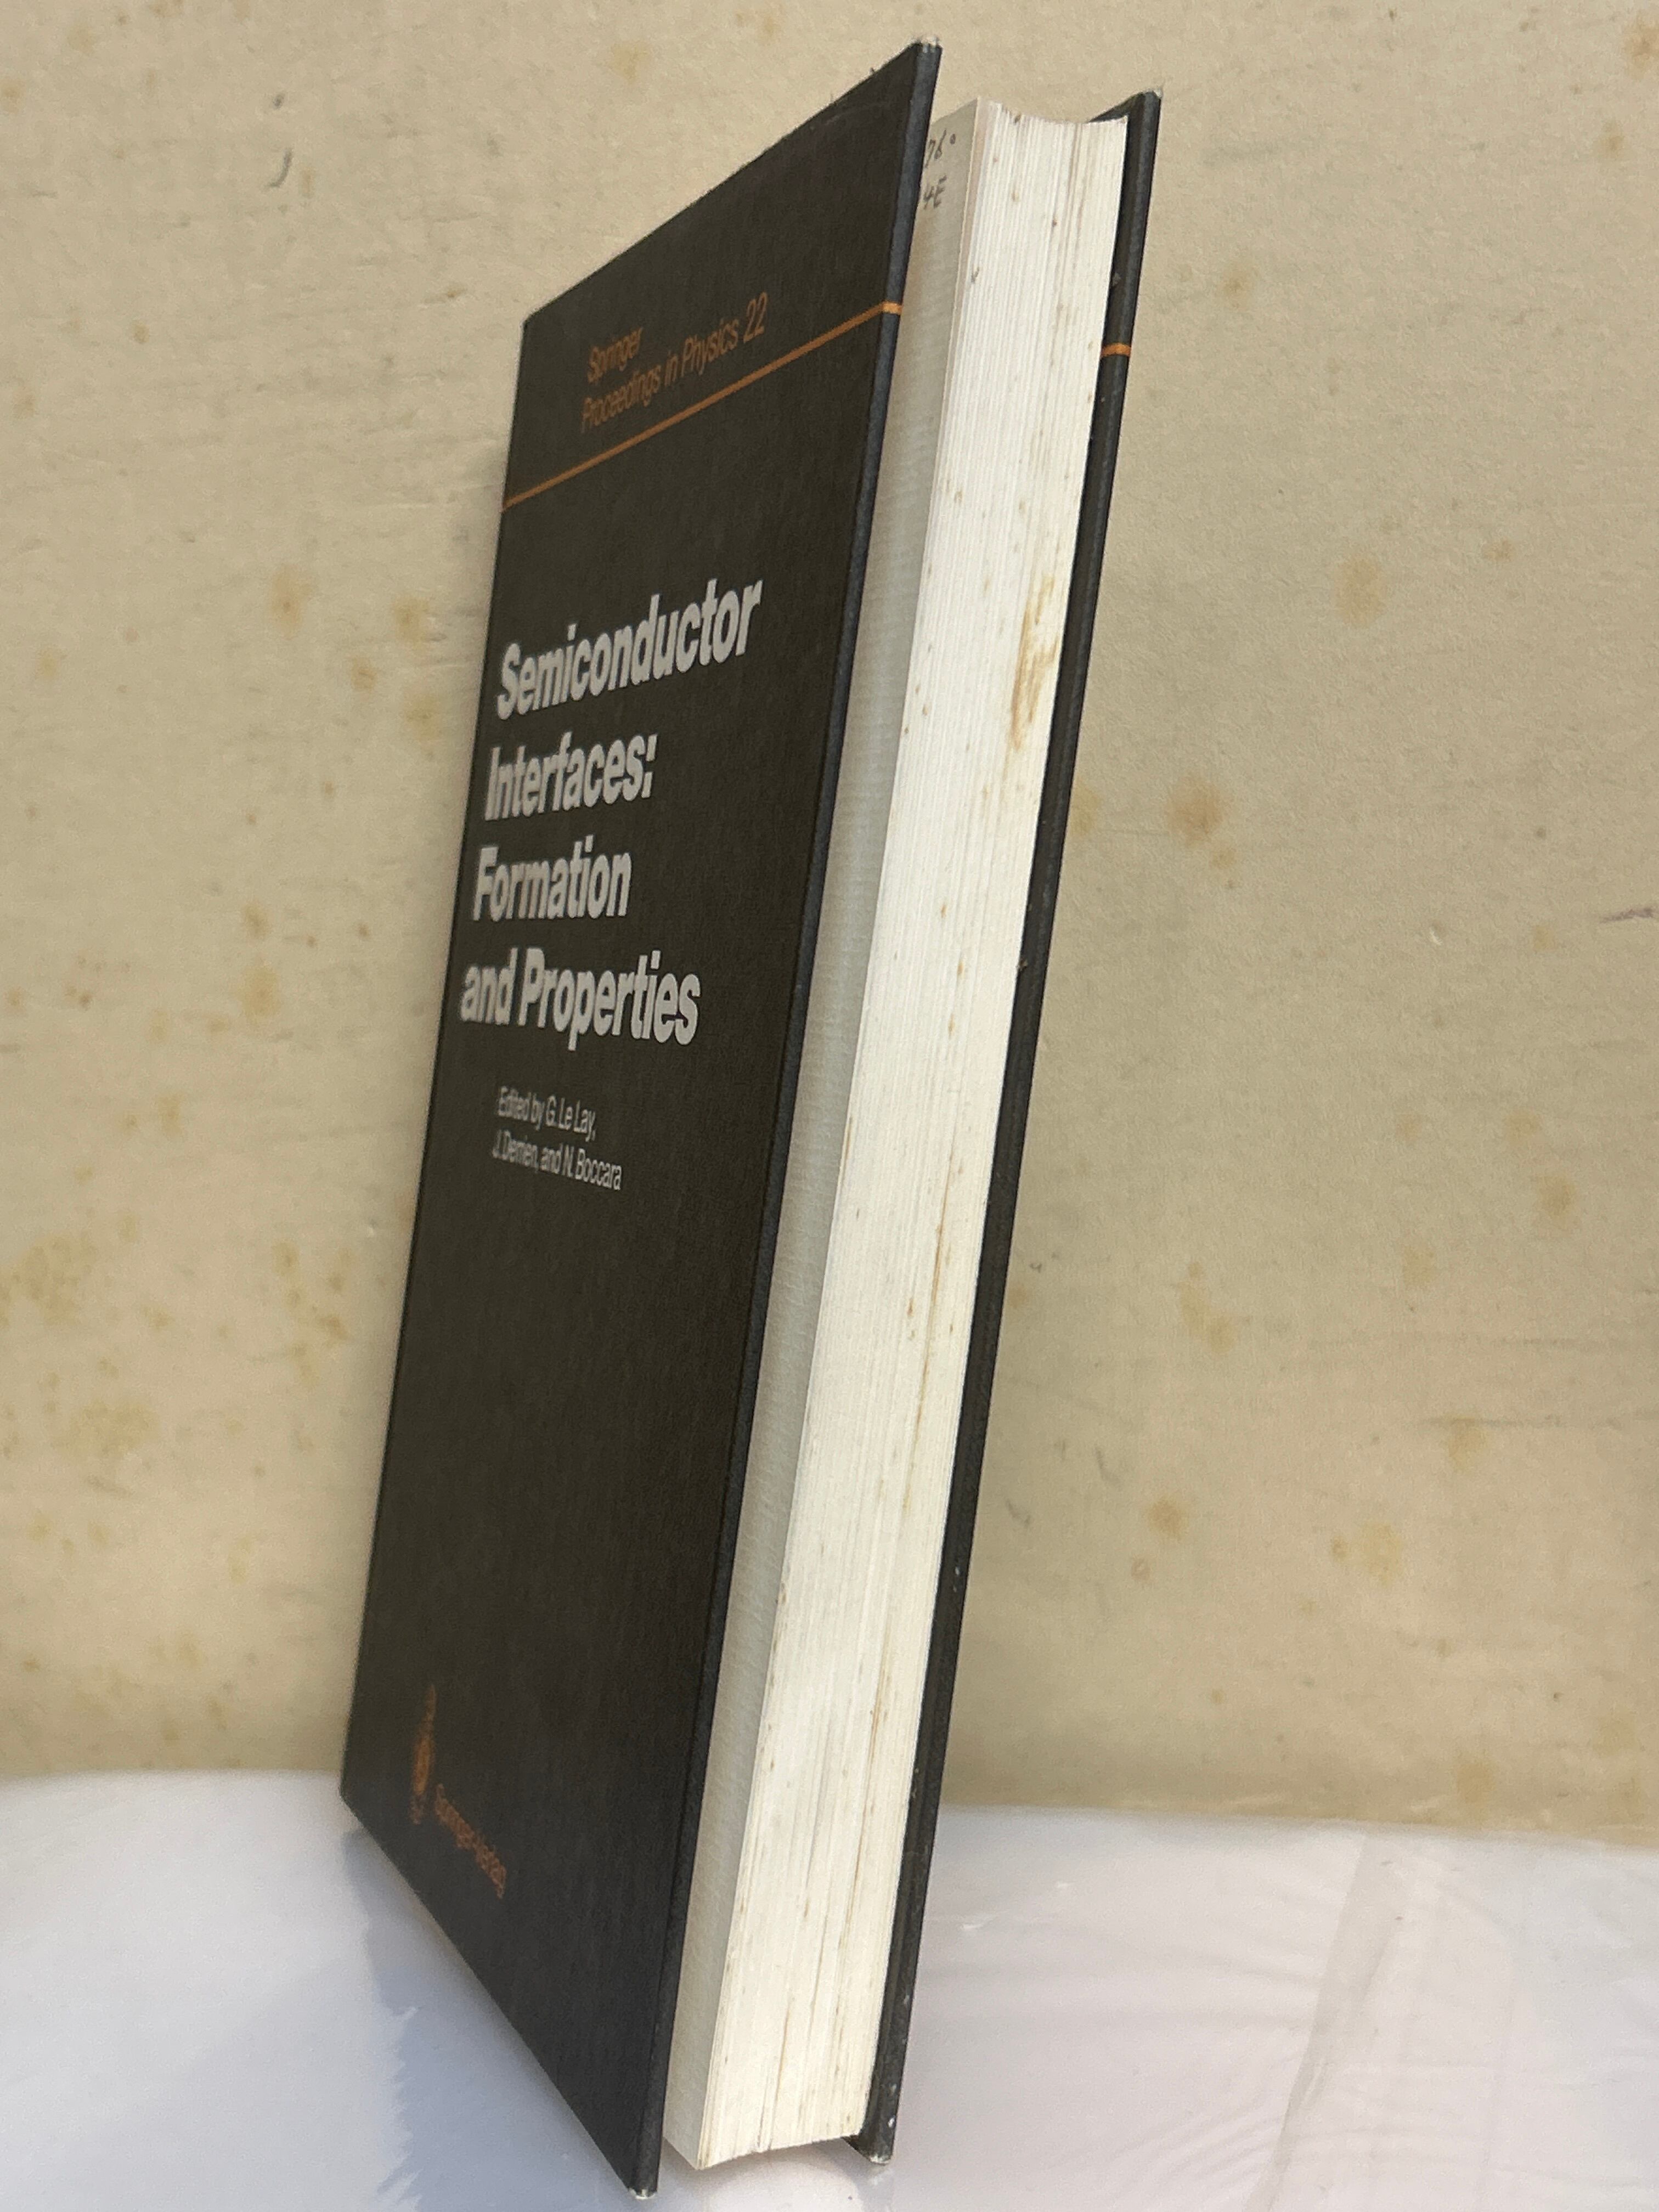 Springer
Proceedings in Physics 22
Semiconductor
Interfaces:
Formation
and Properties
Edited by G. Le Lay,
J. Derrien, and N. Boccara
Springer-Verlag